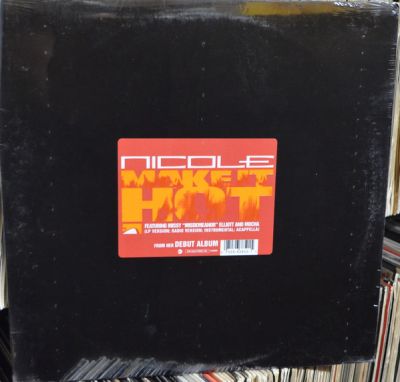 NICOLE
MAKE IT
HOT
FEATURING MISSY "MISDEMEANOR" ELLIOTT AND MOCHA
(LP VERSION; RADIO VERSION; INSTRUMENTAL; ACAPPELLA)
FROM HER DEBUT ALBUM